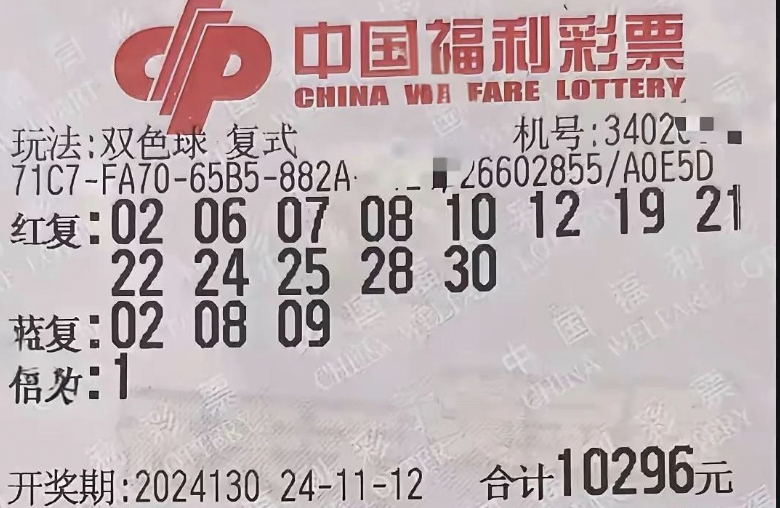 中国福利彩票
CHINA WELFARE LOTTERY
玩法:双色球 复式 机号:3402
71C7-FA70-65B5-882A 26602855/A0E5D
红复:02 06 07 08 10 12 19 21
22 24 25 28 30
蓝复:02 08 09
倍数:1
开奖期:2024130 24-11-12 合计10296元